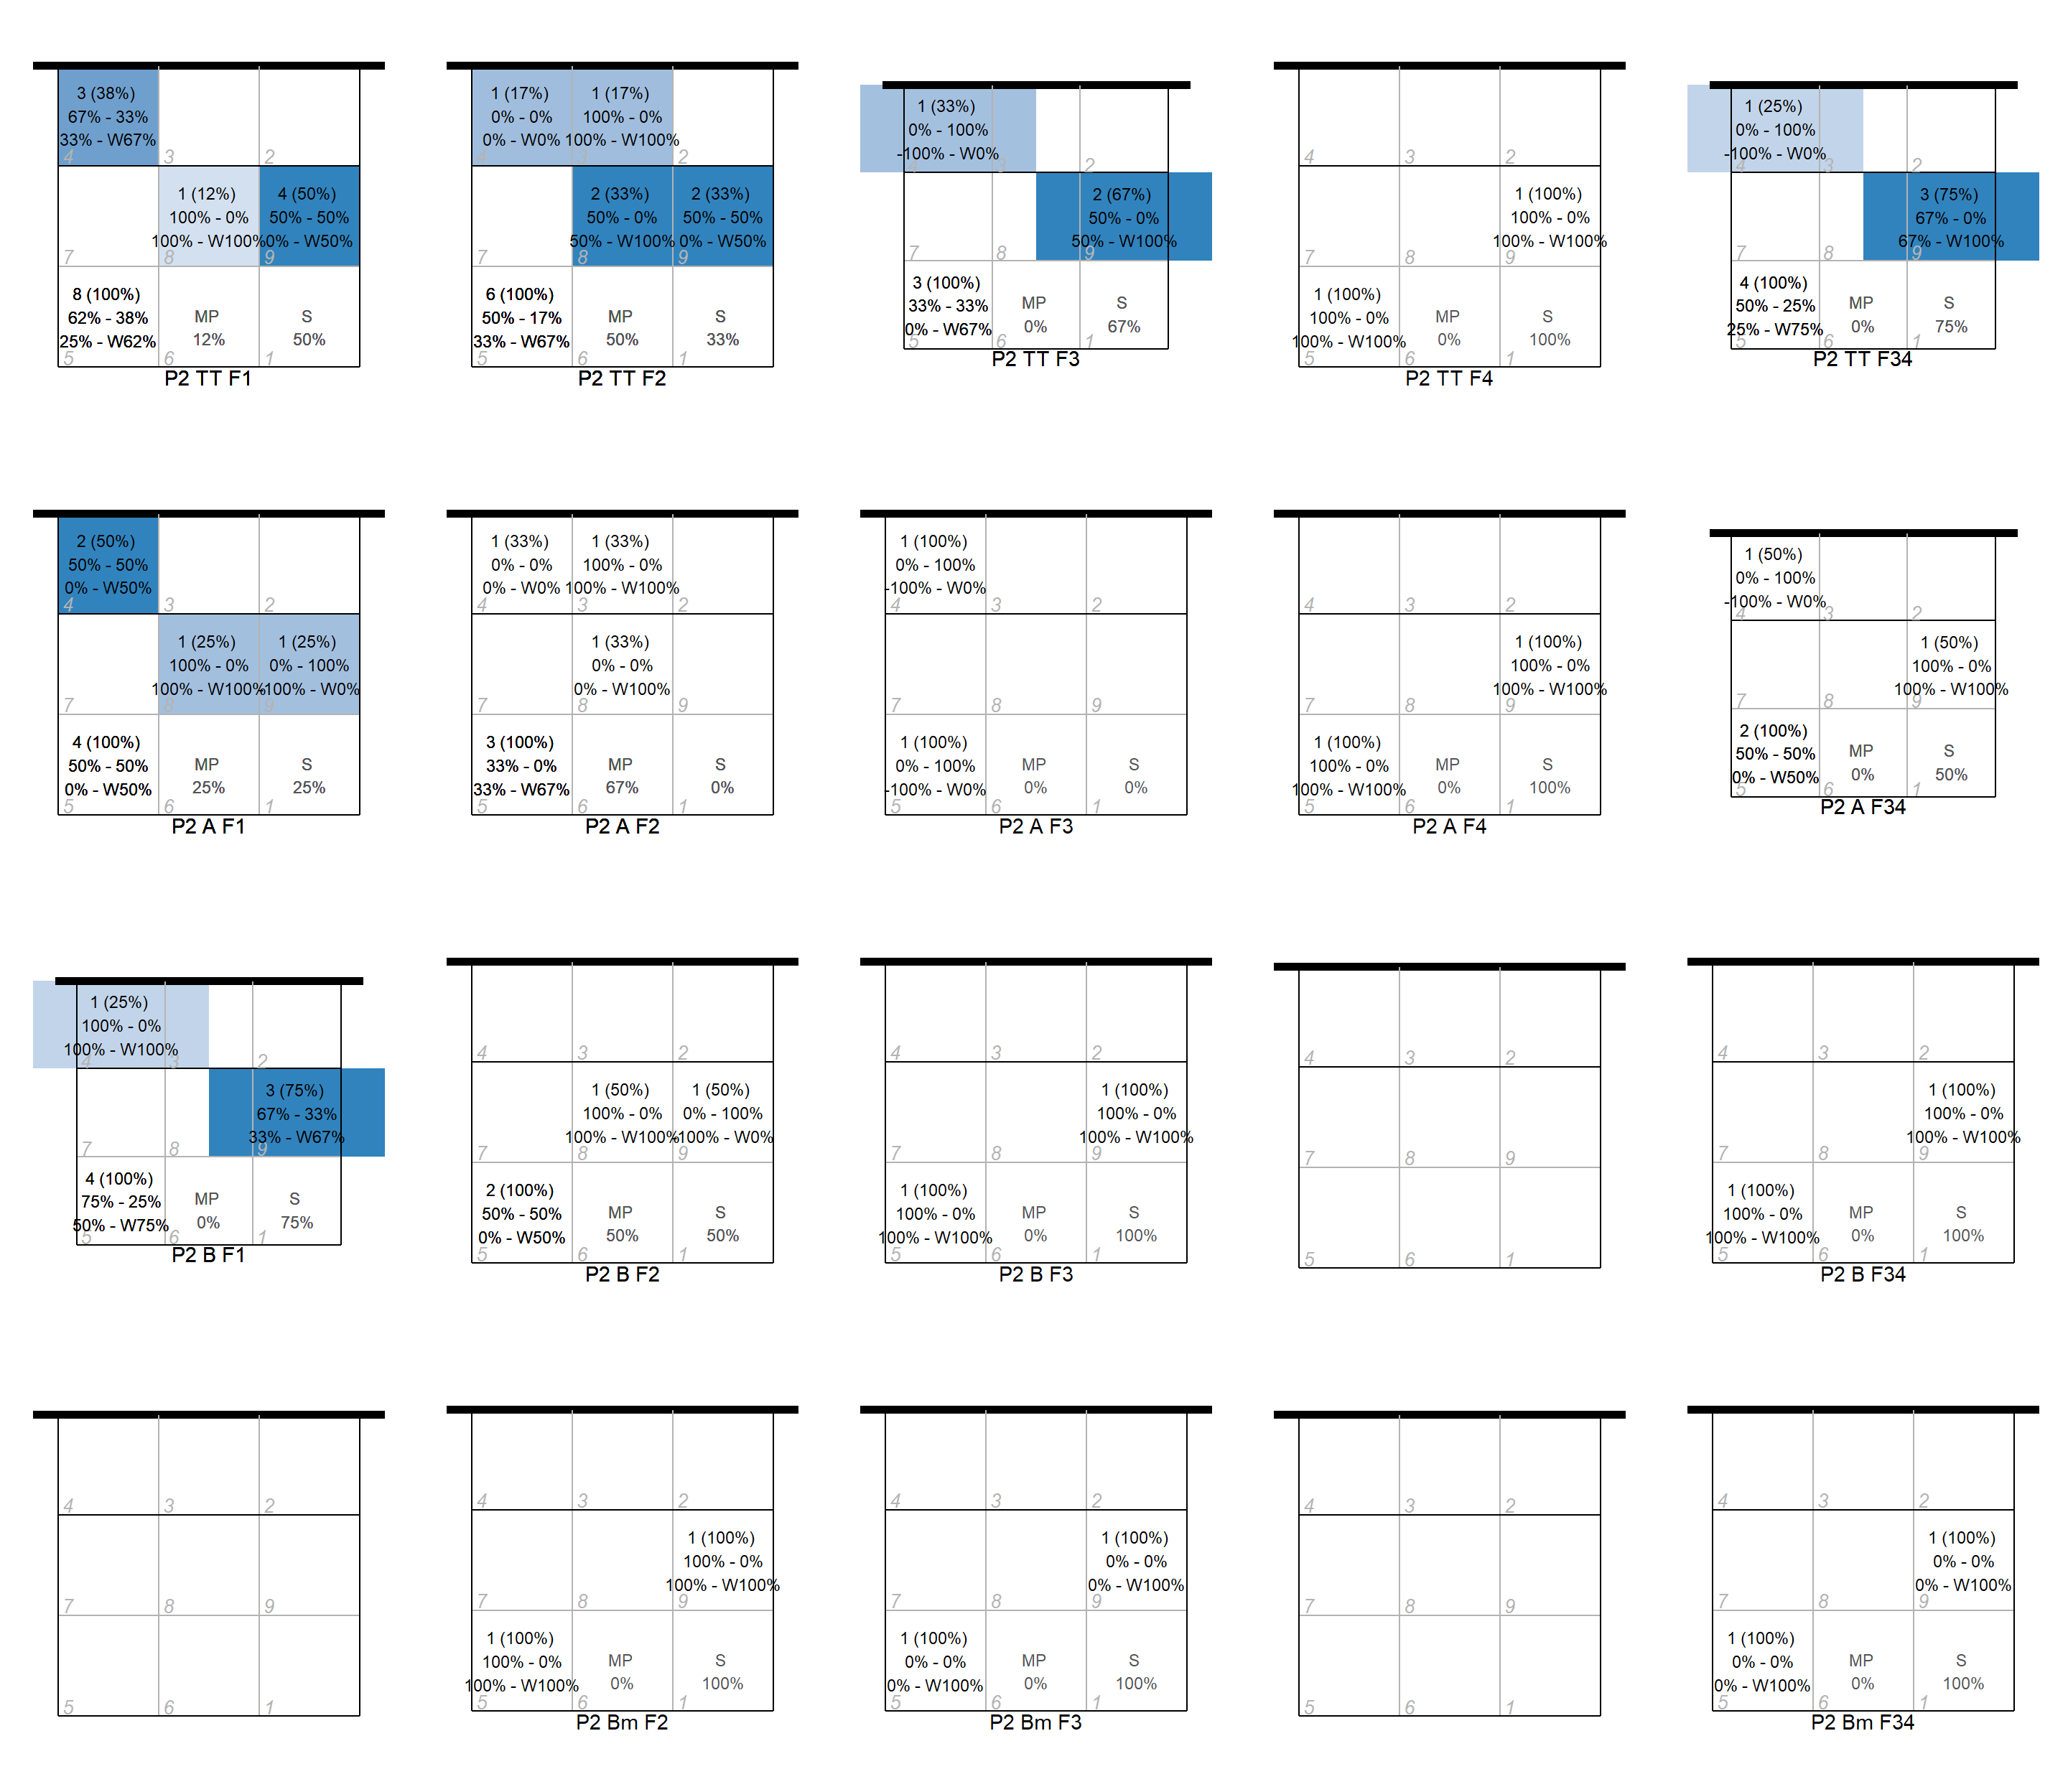 3 (38%)
67% - 33%
33% - W67%
4
3
2
1 (12%)
100% - 0%
100% - W100%
4 (50%)
50% - 50%
0% - W50%
7
8
9
8 (100%)
62% - 38%
25% - W62%
MP
12%
S
50%
5
6
1
P2 TT F1
1 (17%)
0% - 0%
0% - W0%
1 (17%)
100% - 0%
100% - W100%
4
3
2
2 (33%)
50% - 0%
50% - W100%
2 (33%)
50% - 50%
0% - W50%
7
8
9
6 (100%)
50% - 17%
33% - W67%
MP
50%
S
33%
5
6
1
P2 TT F2
1 (33%)
0% - 100%
-100% - W0%
4
3
2
2 (67%)
50% - 0%
50% - W100%
7
8
9
3 (100%)
33% - 33%
0% - W67%
MP
0%
S
67%
5
6
1
P2 TT F3
4
3
2
1 (100%)
100% - 0%
100% - W100%
7
8
9
1 (100%)
100% - 0%
100% - W100%
MP
0%
S
100%
5
6
1
P2 TT F4
1 (25%)
0% - 100%
-100% - W0%
4
3
2
3 (75%)
67% - 0%
67% - W100%
7
8
9
4 (100%)
50% - 25%
25% - W75%
MP
0%
S
75%
5
6
1
P2 TT F34
2 (50%)
50% - 50%
0% - W50%
4
3
2
1 (25%)
100% - 0%
100% - W100%
1 (25%)
0% - 100%
-100% - W0%
7
8
9
4 (100%)
50% - 50%
0% - W50%
MP
25%
S
25%
5
6
1
P2 A F1
1 (33%)
0% - 0%
0% - W0%
1 (33%)
100% - 0%
100% - W100%
4
3
2
1 (33%)
0% - 0%
0% - W100%
7
8
9
3 (100%)
33% - 0%
33% - W67%
MP
67%
S
0%
5
6
1
P2 A F2
1 (100%)
0% - 100%
-100% - W0%
4
3
2
7
8
9
1 (100%)
0% - 100%
-100% - W0%
MP
0%
S
0%
5
6
1
P2 A F3
4
3
2
1 (100%)
100% - 0%
100% - W100%
7
8
9
1 (100%)
100% - 0%
100% - W100%
MP
0%
S
100%
5
6
1
P2 A F4
1 (50%)
0% - 100%
-100% - W0%
4
3
2
1 (50%)
100% - 0%
100% - W100%
7
8
9
2 (100%)
50% - 50%
0% - W50%
MP
0%
S
50%
5
6
1
P2 A F34
1 (25%)
100% - 0%
100% - W100%
4
3
2
3 (75%)
67% - 33%
33% - W67%
7
8
9
4 (100%)
75% - 25%
50% - W75%
MP
0%
S
75%
5
6
1
P2 B F1
4
3
2
1 (50%)
100% - 0%
100% - W100%
1 (50%)
0% - 100%
-100% - W0%
7
8
9
2 (100%)
50% - 50%
0% - W50%
MP
50%
S
50%
5
6
1
P2 B F2
4
3
2
1 (100%)
100% - 0%
100% - W100%
7
8
9
1 (100%)
100% - 0%
100% - W100%
MP
0%
S
100%
5
6
1
P2 B F3
4
3
2
7
8
9
5
6
1
4
3
2
1 (100%)
100% - 0%
100% - W100%
7
8
9
1 (100%)
100% - 0%
100% - W100%
MP
0%
S
100%
5
6
1
P2 B F34
4
3
2
7
8
9
5
6
1
4
3
2
1 (100%)
100% - 0%
100% - W100%
7
8
9
1 (100%)
100% - 0%
100% - W100%
MP
0%
S
100%
5
6
1
P2 Bm F2
4
3
2
1 (100%)
0% - 0%
0% - W100%
7
8
9
1 (100%)
0% - 0%
0% - W100%
MP
0%
S
100%
5
6
1
P2 Bm F3
4
3
2
7
8
9
5
6
1
4
3
2
1 (100%)
0% - 0%
0% - W100%
7
8
9
1 (100%)
0% - 0%
0% - W100%
MP
0%
S
100%
5
6
1
P2 Bm F34